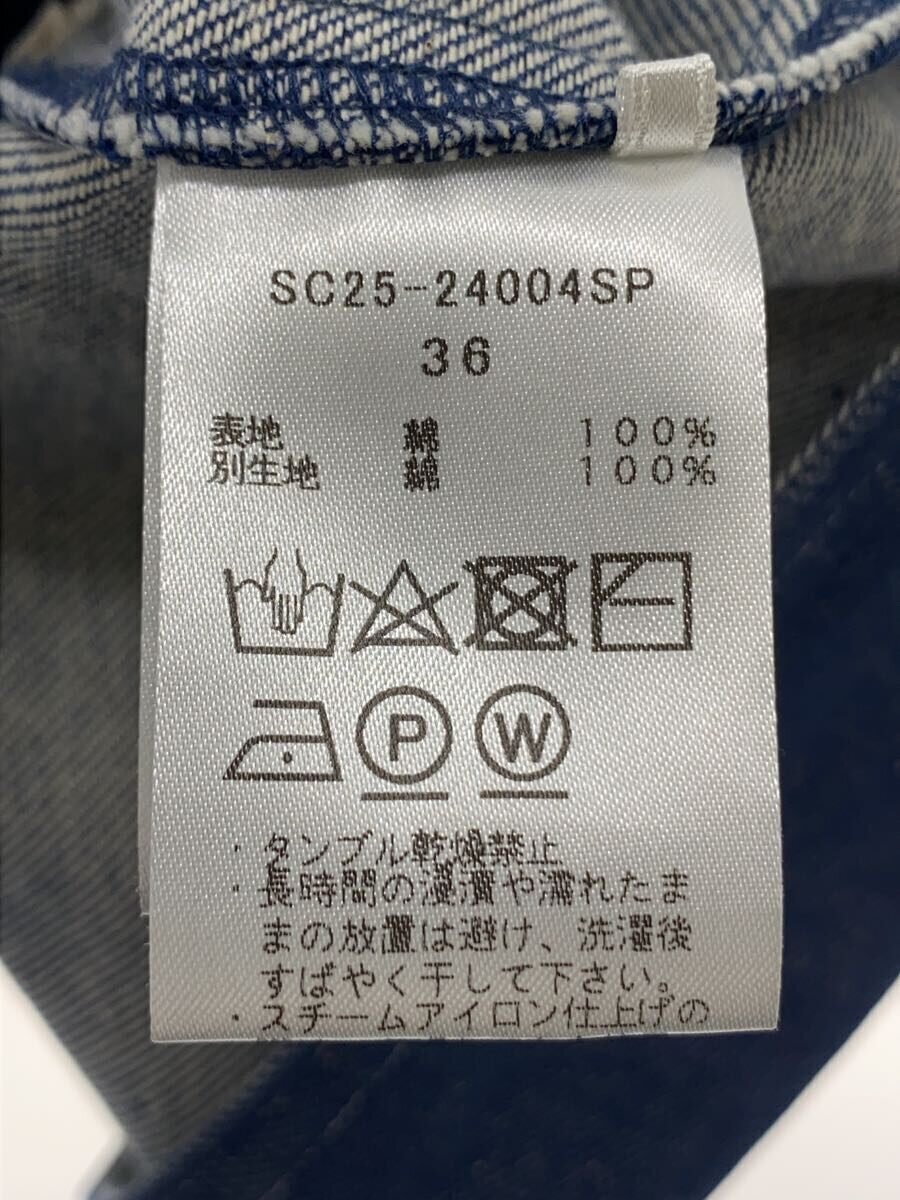 SC25-24004SP
36
表地 綿 100%
別生地 綿 100%
P W
・タンブル乾燥禁止
・長時間の浸漬や濡れたま
まの放置は避け、洗濯後
すばやく干して下さい。
・スチームアイロン仕上げの